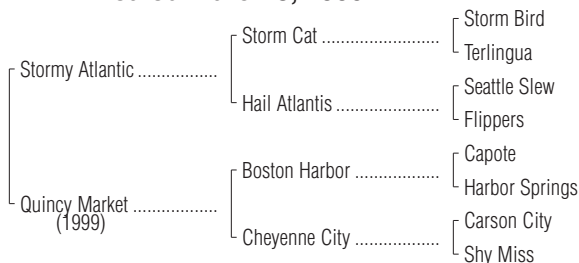 Storm Bird
Storm Cat ..........................
Terlingua
Stormy Atlantic .................
Seattle Slew
Hail Atlantis ......................
Flippers
Capote
Boston Harbor ...................
Harbor Springs
Quincy Market ..................
(1999)
Carson City
Cheyenne City ...................
Shy Miss